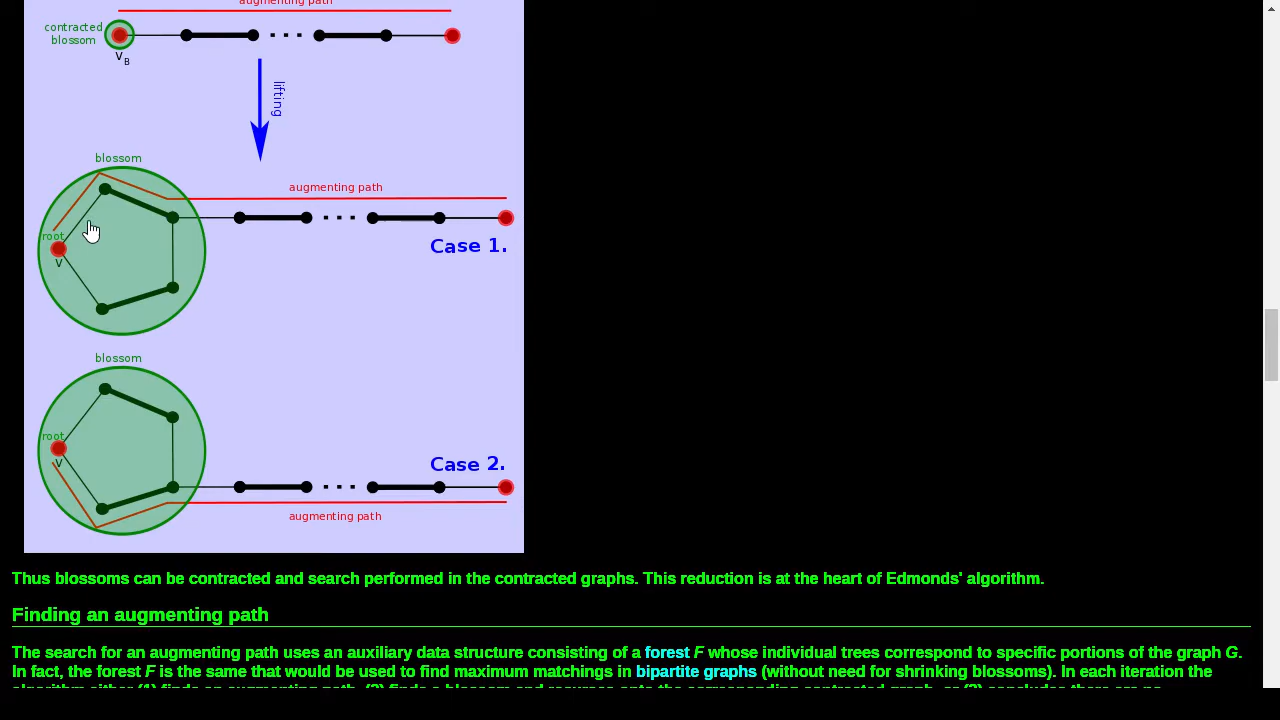 augmenting path
contracted
blossom
vB
lifting
blossom
augmenting path
root
v
Case 1.
blossom
root
v
Case 2.
augmenting path
Thus blossoms can be contracted and search performed in the contracted graphs. This reduction is at the heart of Edmonds' algorithm.
Finding an augmenting path
The search for an augmenting path uses an auxiliary data structure consisting of a forest F whose individual trees correspond to specific portions of the graph G.
In fact, the forest F is the same that would be used to find maximum matchings in bipartite graphs (without need for shrinking blossoms). In each iteration the